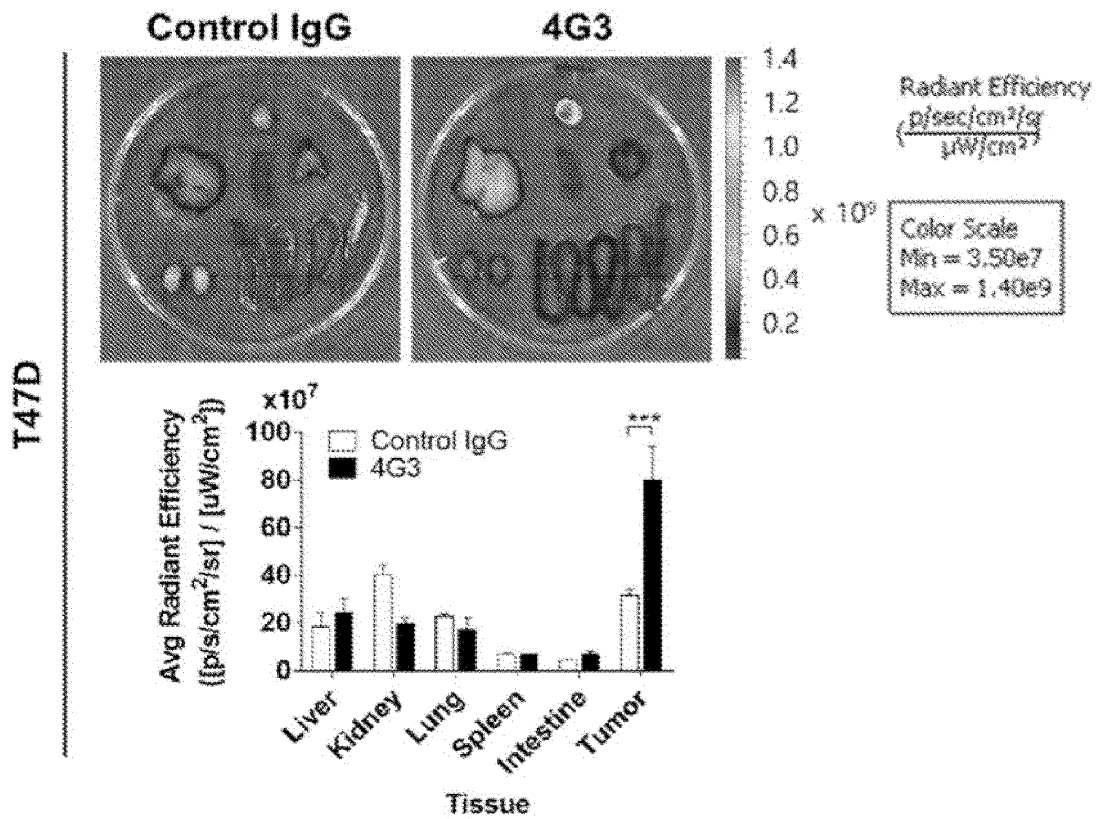 Control IgG
4G3
T47D
1.4
1.2
1.0
0.8
0.6
0.4
0.2
x 10⁹
Radiant Efficiency
(p/sec/cm²/sr
µW/cm²)
Color Scale
Min = 3.50e7
Max = 1.40e9
Avg Radiant Efficiency
([p/s/cm²/sr] / [uW/cm²])
x10⁷
100
80
60
40
20
0
Control IgG
4G3
***
Liver
Kidney
Lung
Spleen
Intestine
Tumor
Tissue